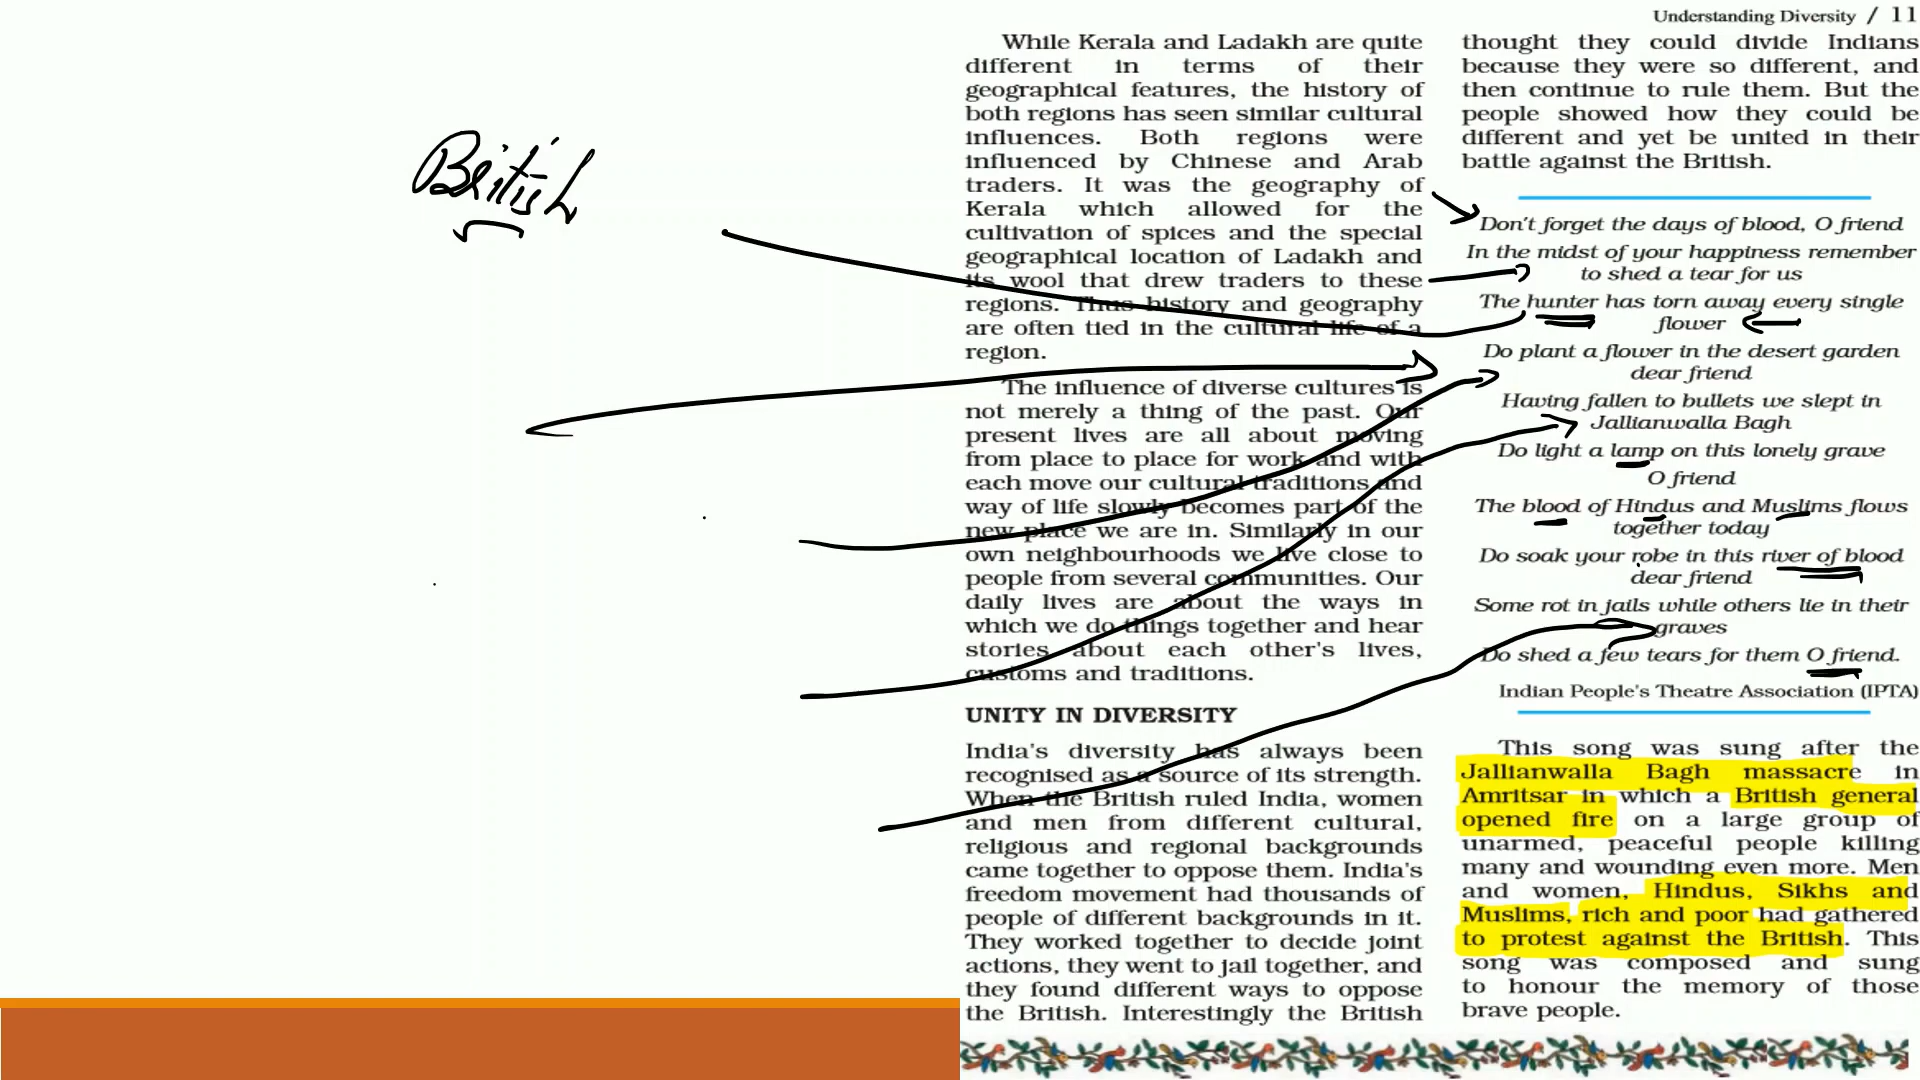 Understanding Diversity / 11
British
While Kerala and Ladakh are quite
different in terms of their
geographical features, the history of
both regions has seen similar cultural
influences. Both regions were
influenced by Chinese and Arab
traders. It was the geography of
Kerala which allowed for the
cultivation of spices and the special
geographical location of Ladakh and
its wool that drew traders to these
regions. Thus history and geography
are often tied in the cultural life of a
region.
The influence of diverse cultures is
not merely a thing of the past. Our
present lives are all about moving
from place to place for work and with
each move our cultural traditions and
way of life slowly becomes part of the
new place we are in. Similarly in our
own neighbourhoods we live close to
people from several communities. Our
daily lives are about the ways in
which we do things together and hear
stories about each other's lives,
customs and traditions.
UNITY IN DIVERSITY
India's diversity has always been
recognised as a source of its strength.
When the British ruled India, women
and men from different cultural,
religious and regional backgrounds
came together to oppose them. India's
freedom movement had thousands of
people of different backgrounds in it.
They worked together to decide joint
actions, they went to jail together, and
they found different ways to oppose
the British. Interestingly the British
thought they could divide Indians
because they were so different, and
then continue to rule them. But the
people showed how they could be
different and yet be united in their
battle against the British.
Don't forget the days of blood, O friend
In the midst of your happiness remember
to shed a tear for us
The hunter has torn away every single
flower
Do plant a flower in the desert garden
dear friend
Having fallen to bullets we slept in
Jallianwalla Bagh
Do light a lamp on this lonely grave
O friend
The blood of Hindus and Muslims flows
together today
Do soak your robe in this river of blood
dear friend
Some rot in jails while others lie in their
graves
Do shed a few tears for them O friend.
Indian People's Theatre Association (IPTA)
This song was sung after the
Jallianwalla Bagh massacre in
Amritsar in which a British general
opened fire on a large group of
unarmed, peaceful people killing
many and wounding even more. Men
and women, Hindus, Sikhs and
Muslims, rich and poor had gathered
to protest against the British. This
song was composed and sung
to honour the memory of those
brave people.